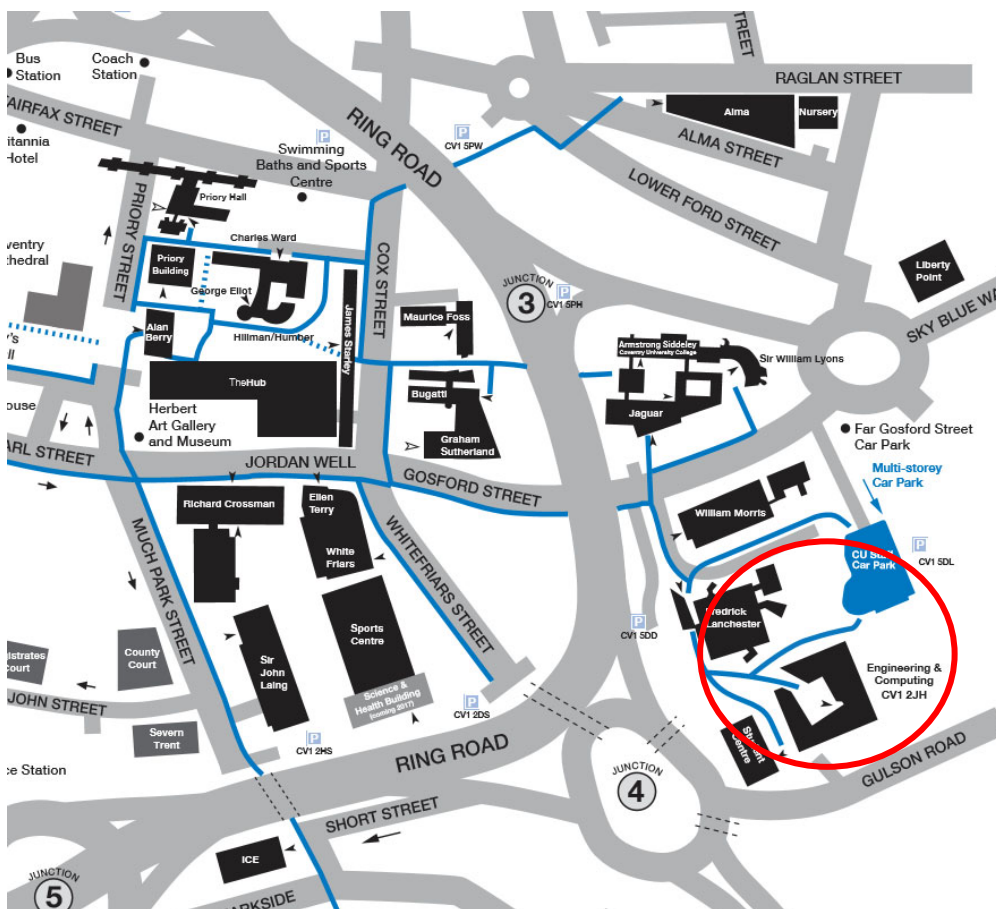 Bus
Station
Coach
Station
STREET
RAGLAN STREET
FAIRFAX STREET
RING ROAD
P
CV1 5PW
Alma
Nursery
ALMA STREET
itannia
Hotel
Swimming
Baths and Sports
Centre
P
LOWER FORD STREET
PRIORY STREET
Priory Hall
Charles Ward
COX STREET
ventry
thedral
Priory
Building
George Eliot
JUNCTION
3
P
CV1 5PH
Liberty
Point
SKY BLUE WA
Alan
Berry
Hillman/Humber
James Starley
Maurice Foss
Armstrong Siddeley
Coventry University College
Sir William Lyons
y's
ll
TheHub
Bugatti
Jaguar
ouse
Herbert
Art Gallery
and Museum
Graham
Sutherland
Far Gosford Street
Car Park
ARL STREET
JORDAN WELL
GOSFORD STREET
Multi-storey
Car Park
Richard Crossman
Ellen
Terry
William Morris
MUCH PARK STREET
White
Friars
WHITEFRIARS STREET
CU Staff
Car Park
P
CV1 5DL
Fredrick
Lanchester
P
CV1 5DD
gistrates
Court
County
Court
Sir
John
Laing
Sports
Centre
Engineering &
Computing
CV1 2JH
JOHN STREET
Science &
Health Building
(coming 2017)
P
CV1 2DS
Severn
Trent
P
CV1 2HS
Student
Centre
RING ROAD
GULSON ROAD
ce Station
JUNCTION
4
SHORT STREET
ICE
JUNCTION
5
ARKSIDE